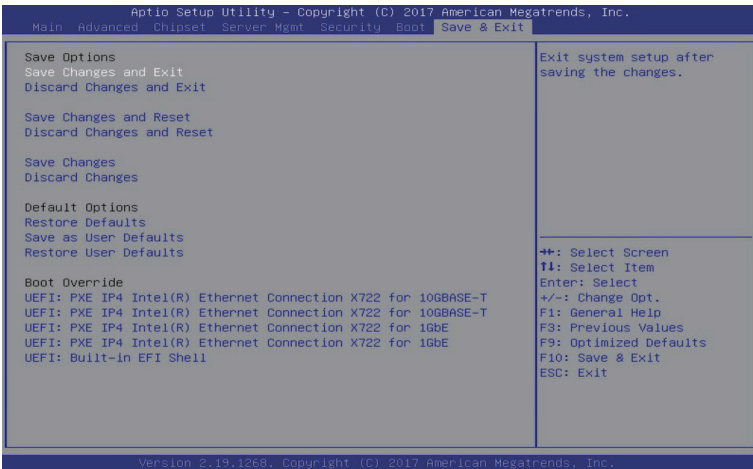 Aptio Setup Utility – Copyright (C) 2017 American Megatrends, Inc.
Main Advanced Chipset Server Mgmt Security Boot Save & Exit
Save Options
Save Changes and Exit
Discard Changes and Exit
Save Changes and Reset
Discard Changes and Reset
Save Changes
Discard Changes
Default Options
Restore Defaults
Save as User Defaults
Restore User Defaults
Boot Override
UEFI: PXE IP4 Intel(R) Ethernet Connection X722 for 10GBASE-T
UEFI: PXE IP4 Intel(R) Ethernet Connection X722 for 10GBASE-T
UEFI: PXE IP4 Intel(R) Ethernet Connection X722 for 1GbE
UEFI: PXE IP4 Intel(R) Ethernet Connection X722 for 1GbE
UEFI: Built-in EFI Shell
Exit system setup after
saving the changes.
→←: Select Screen
↑↓: Select Item
Enter: Select
+/-: Change Opt.
F1: General Help
F3: Previous Values
F9: Optimized Defaults
F10: Save & Exit
ESC: Exit
Version 2.19.1268. Copyright (C) 2017 American Megatrends, Inc.